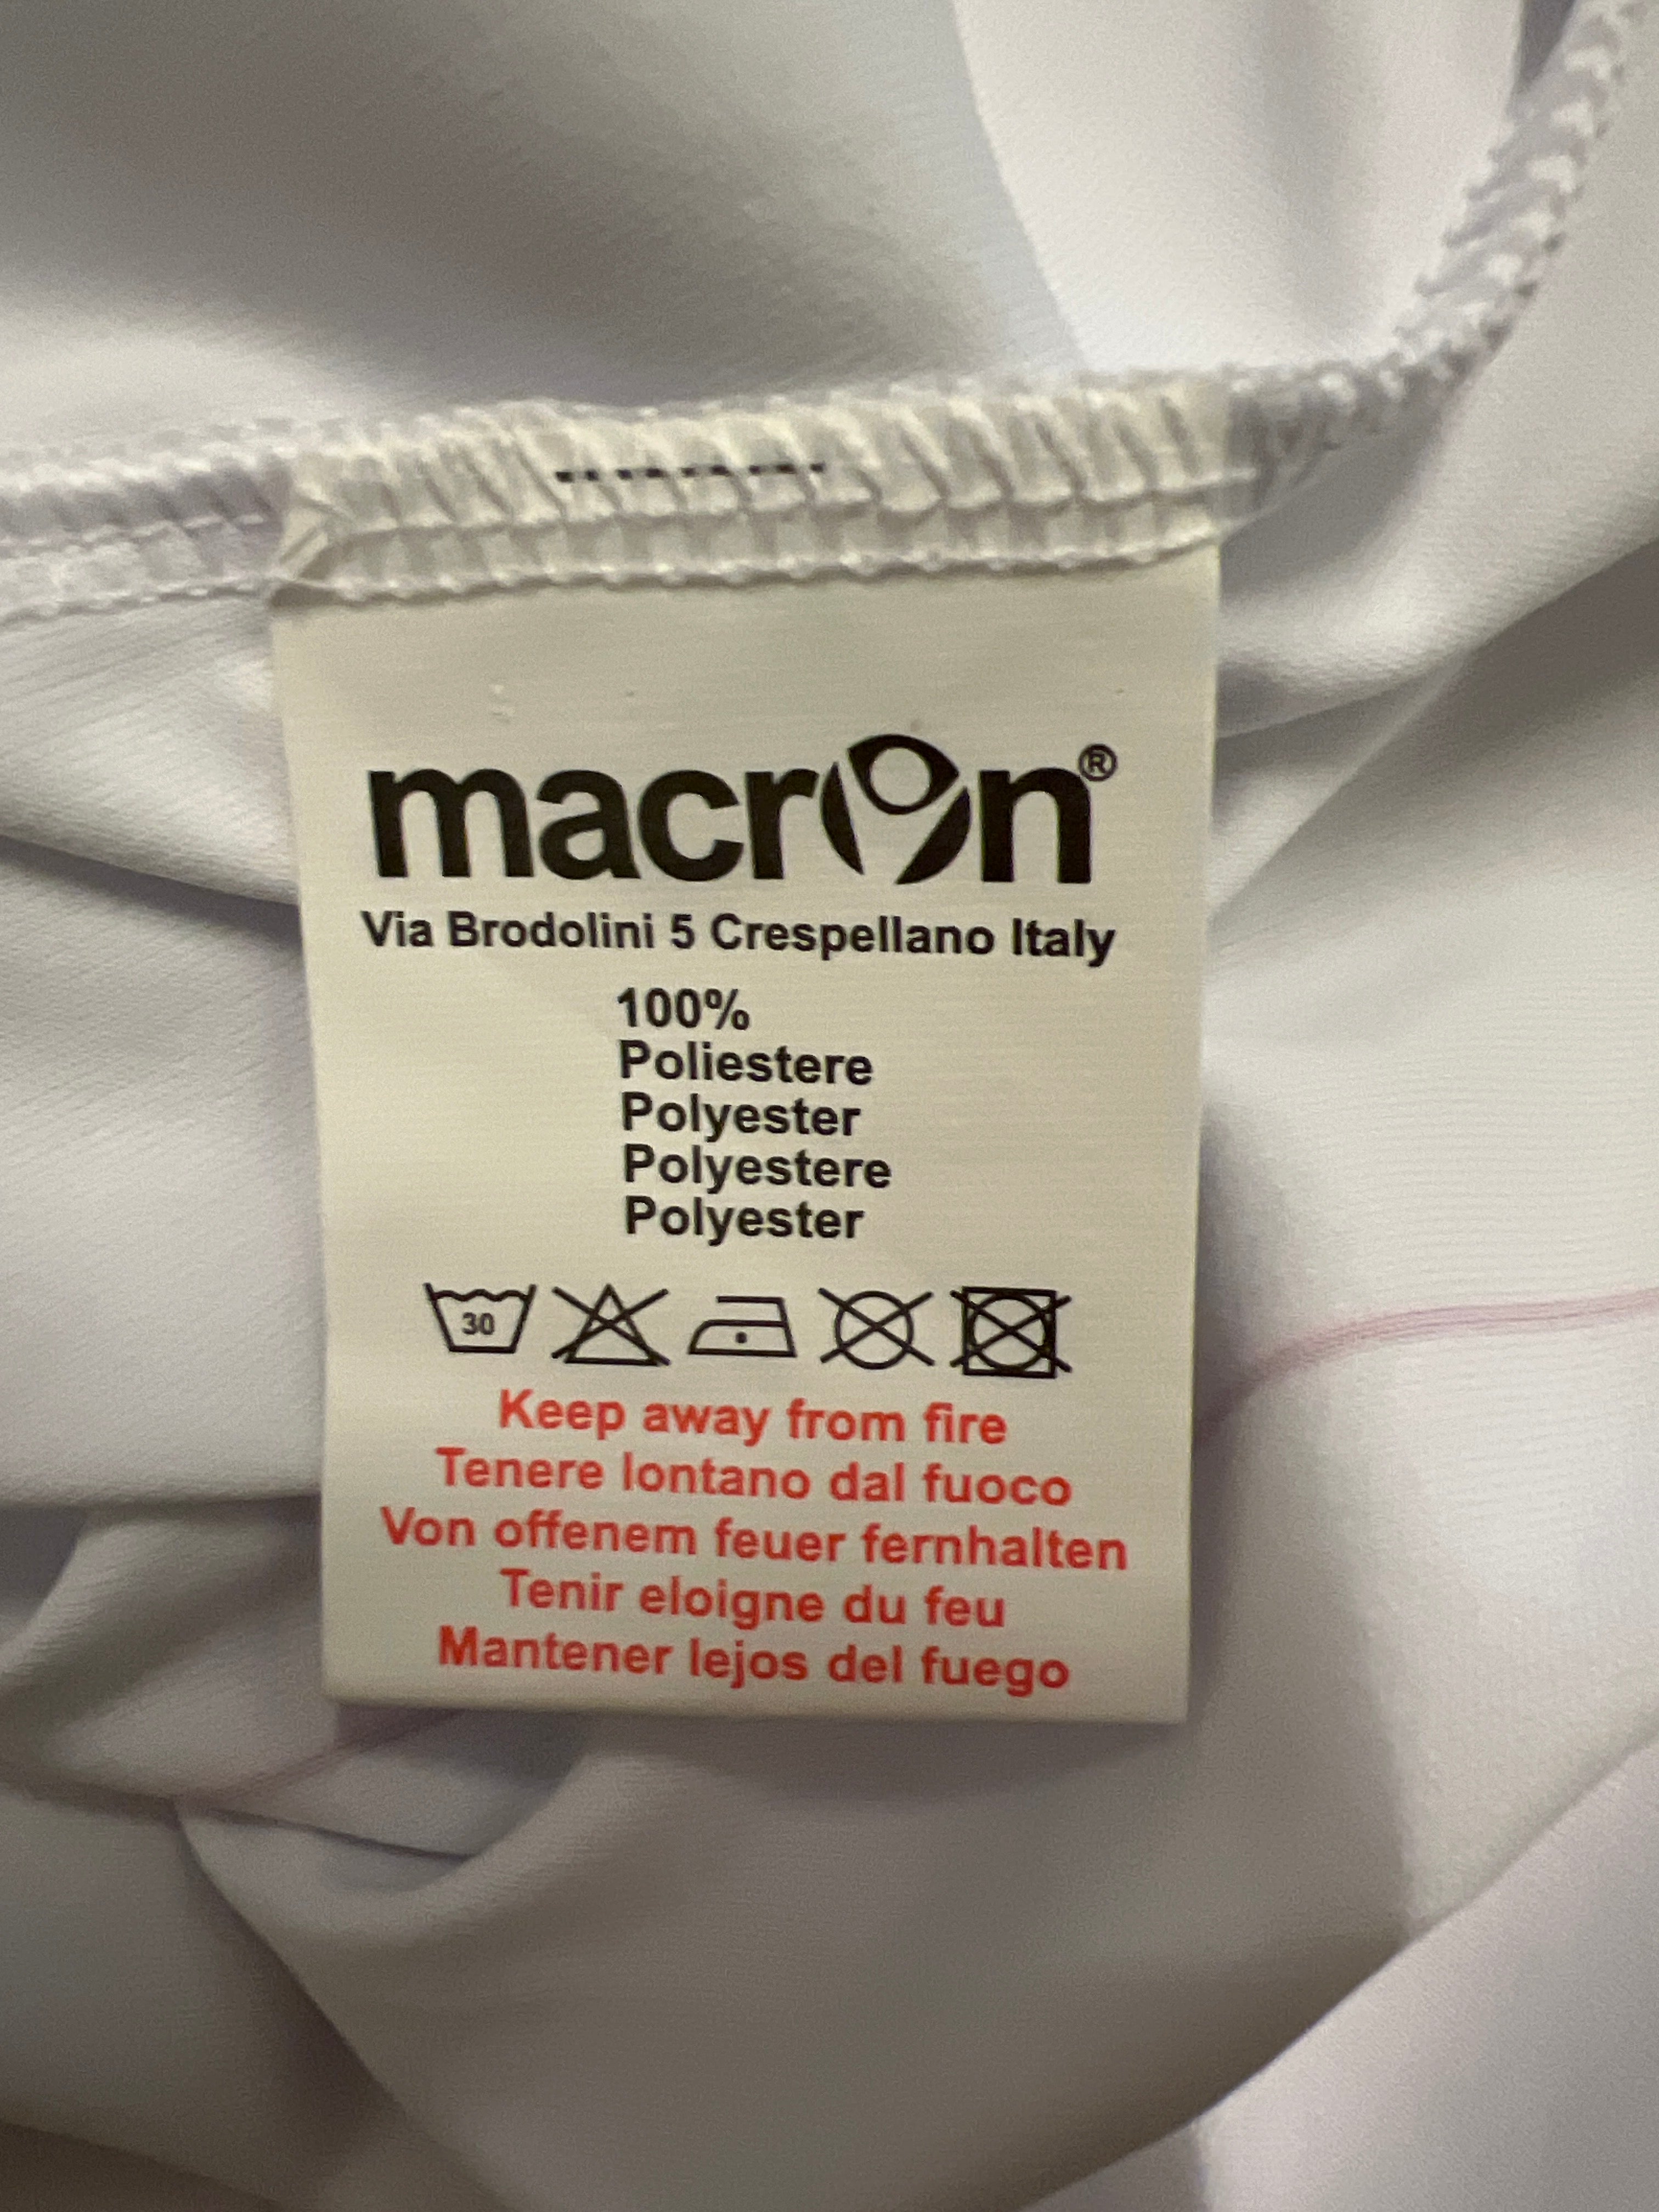 macron®
Via Brodolini 5 Crespellano Italy
100%
Poliestere
Polyester
Polyestere
Polyester
30
Keep away from fire
Tenere lontano dal fuoco
Von offenem feuer fernhalten
Tenir eloigne du feu
Mantener lejos del fuego